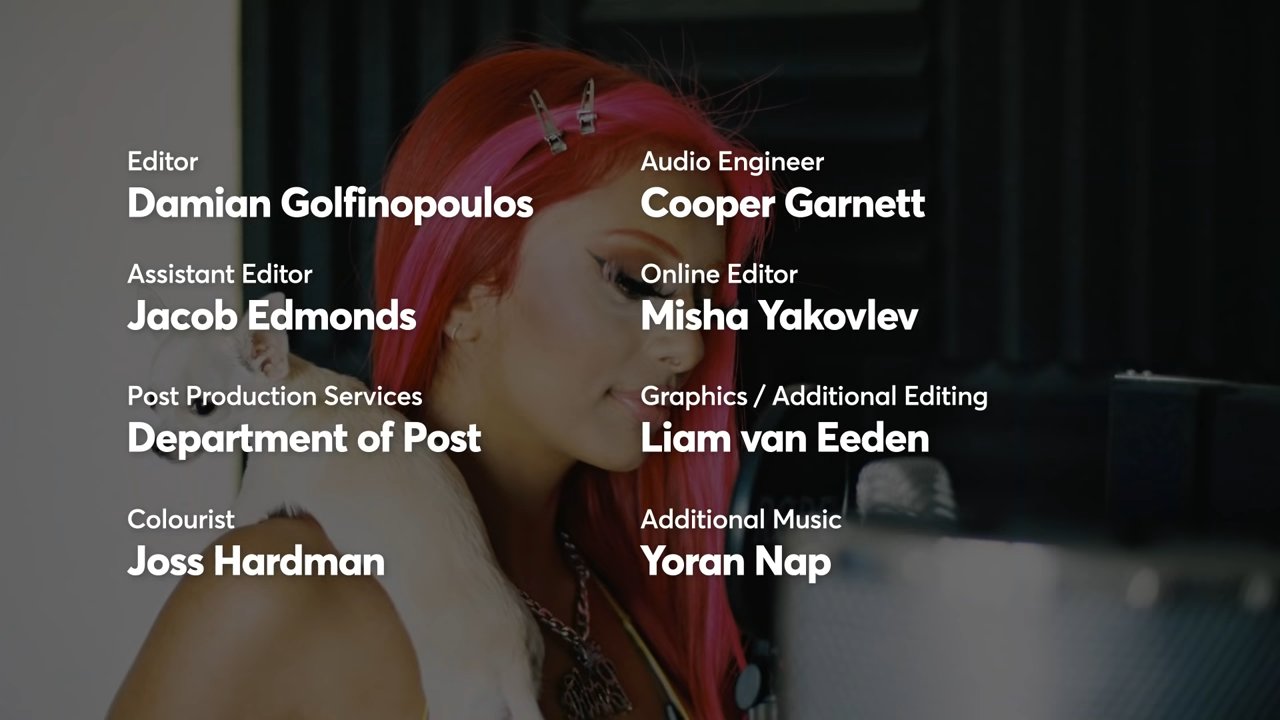 Editor
Damian Golfinopoulos
Assistant Editor
Jacob Edmonds
Post Production Services
Department of Post
Colourist
Joss Hardman
Audio Engineer
Cooper Garnett
Online Editor
Misha Yakovlev
Graphics / Additional Editing
Liam van Eeden
Additional Music
Yoran Nap